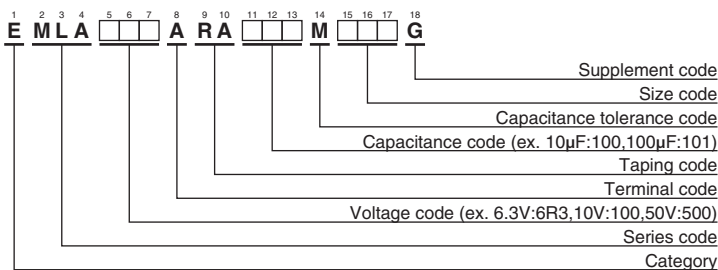 1 2 3 4 5 6 7 8 9 10 11 12 13 14 15 16 17 18
E M L A □□□ A R A □□□ M □□□ G
Supplement code
Size code
Capacitance tolerance code
Capacitance code (ex. 10μF:100,100μF:101)
Taping code
Terminal code
Voltage code (ex. 6.3V:6R3,10V:100,50V:500)
Series code
Category